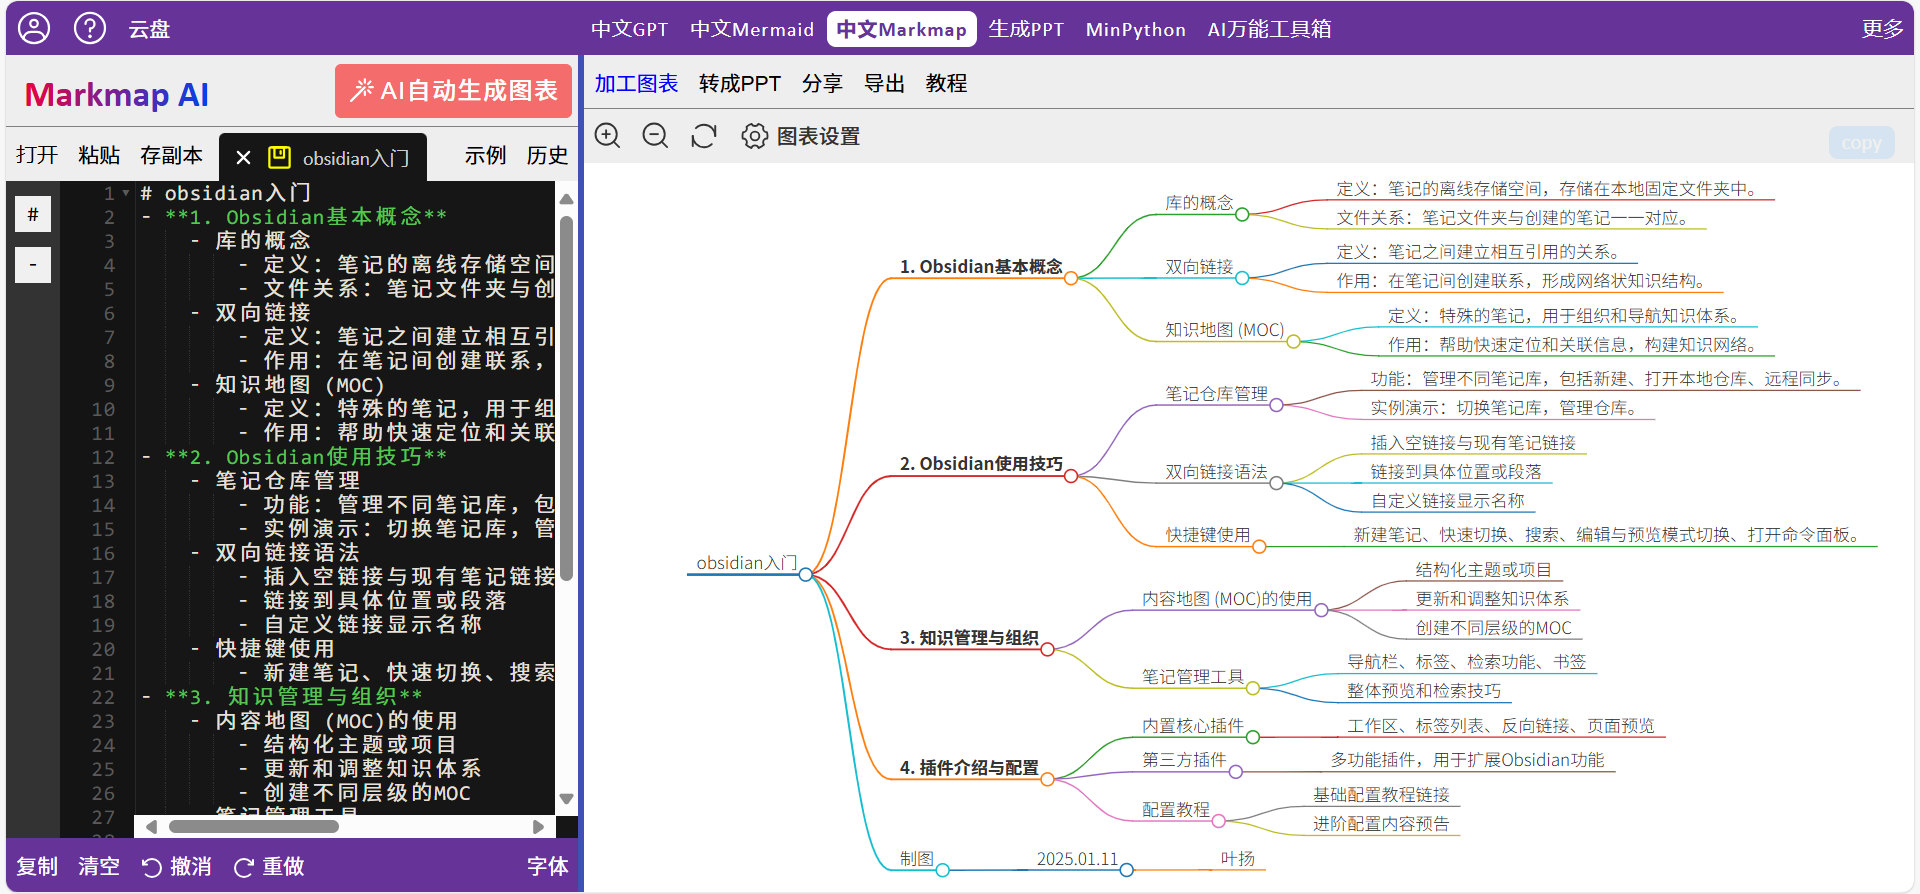 云盘
中文GPT 中文Mermaid 中文Markmap 生成PPT MinPython AI万能工具箱 更多
Markmap AI
AI自动生成图表
打开 粘贴 存副本 obsidian入门 示例 历史
#
-
1 # obsidian入门
2 - **1. Obsidian基本概念**
3 - 库的概念
4 - 定义: 笔记的离线存储空间
5 - 文件关系: 笔记文件夹与创
6 - 双向链接
7 - 定义: 笔记之间建立相互引
8 - 作用: 在笔记间创建联系,
9 - 知识地图 (MOC)
10 - 定义: 特殊的笔记, 用于组
11 - 作用: 帮助快速定位和关联
12 - **2. Obsidian使用技巧**
13 - 笔记仓库管理
14 - 功能: 管理不同笔记库, 包
15 - 实例演示: 切换笔记库, 管
16 - 双向链接语法
17 - 插入空链接与现有笔记链接
18 - 链接到具体位置或段落
19 - 自定义链接显示名称
20 - 快捷键使用
21 - 新建笔记、快速切换、搜索
22 - **3. 知识管理与组织**
23 - 内容地图 (MOC)的使用
24 - 结构化主题或项目
25 - 更新和调整知识体系
26 - 创建不同层级的MOC
27 - 笔记管理工具
复制 清空 撤消 重做 字体
加工图表 转成PPT 分享 导出 教程
图表设置
copy
obsidian入门
1. Obsidian基本概念
库的概念
定义：笔记的离线存储空间，存储在本地固定文件夹中。
文件关系：笔记文件夹与创建的笔记一一对应。
双向链接
定义：笔记之间建立相互引用的关系。
作用：在笔记间创建联系，形成网络状知识结构。
知识地图 (MOC)
定义：特殊的笔记，用于组织和导航知识体系。
作用：帮助快速定位和关联信息，构建知识网络。
2. Obsidian使用技巧
笔记仓库管理
功能：管理不同笔记库，包括新建、打开本地仓库、远程同步。
实例演示：切换笔记库，管理仓库。
双向链接语法
插入空链接与现有笔记链接
链接到具体位置或段落
自定义链接显示名称
快捷键使用
新建笔记、快速切换、搜索、编辑与预览模式切换、打开命令面板。
3. 知识管理与组织
内容地图 (MOC)的使用
结构化主题或项目
更新和调整知识体系
创建不同层级的MOC
笔记管理工具
导航栏、标签、检索功能、书签
整体预览和检索技巧
4. 插件介绍与配置
内置核心插件
工作区、标签列表、反向链接、页面预览
第三方插件
多功能插件，用于扩展Obsidian功能
配置教程
基础配置教程链接
进阶配置内容预告
制图
2025.01.11
叶扬